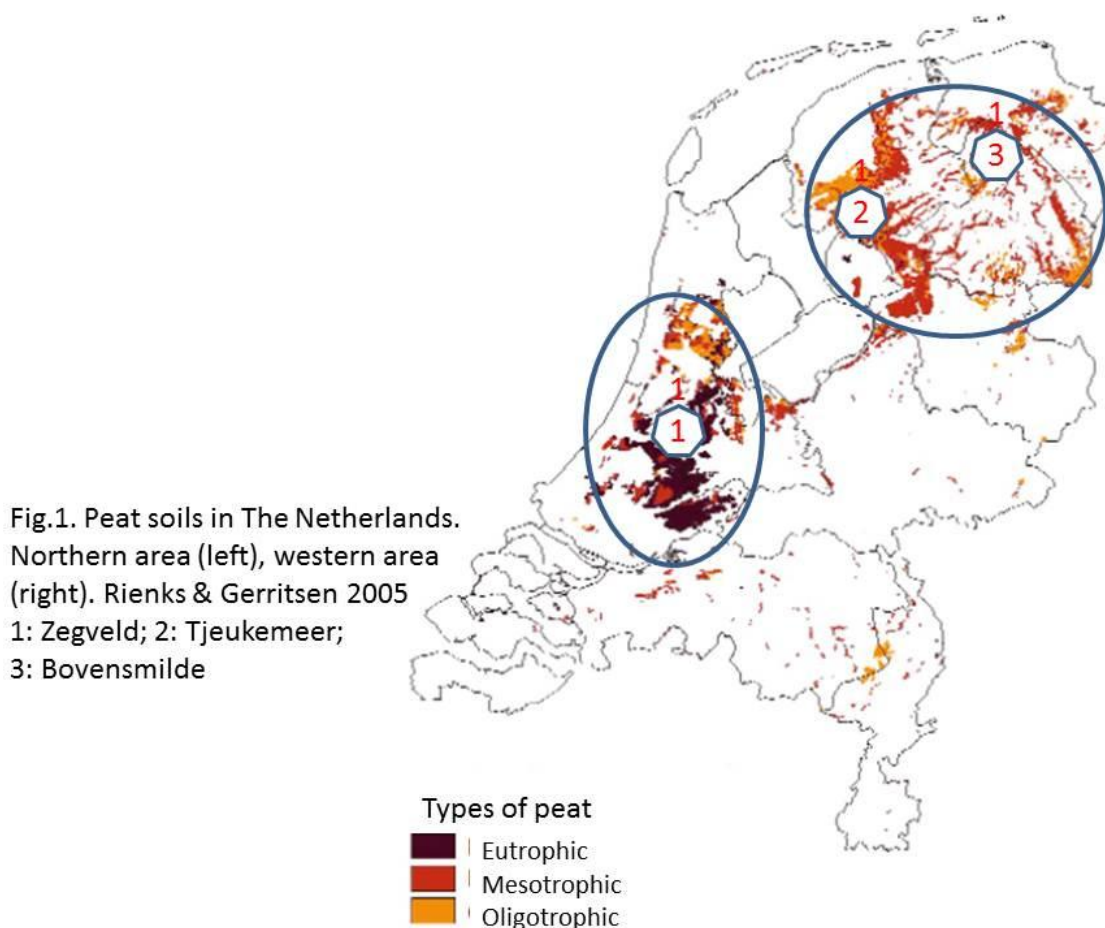 1
3
1
2
1
1
Fig.1. Peat soils in The Netherlands.
Northern area (left), western area
(right). Rienks & Gerritsen 2005
1: Zegveld; 2: Tjeukemeer;
3: Bovensmilde
Types of peat
Eutrophic
Mesotrophic
Oligotrophic